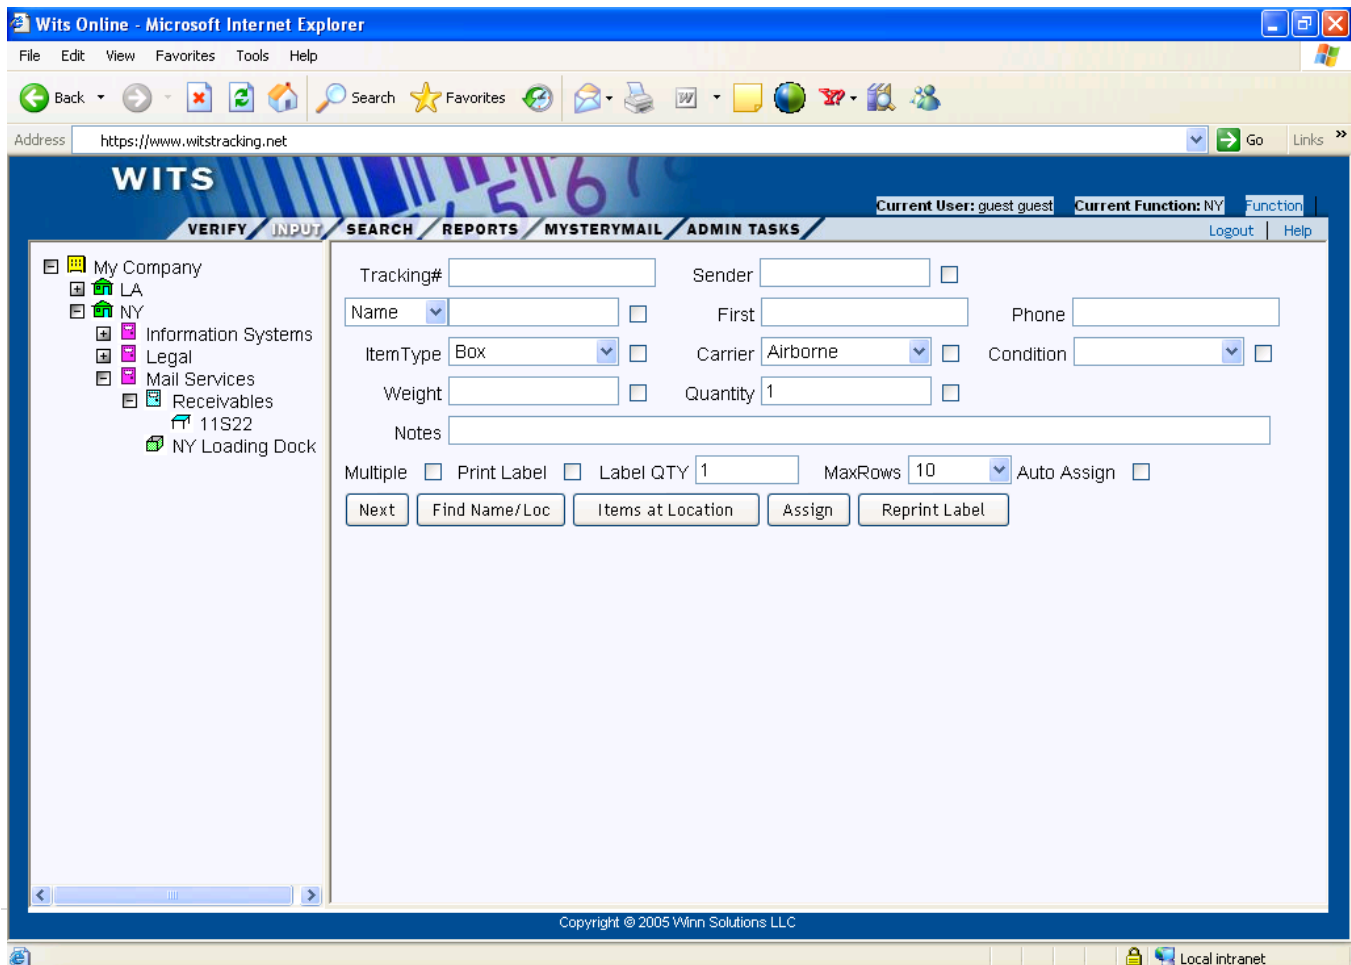 Wits Online - Microsoft Internet Explorer
File Edit View Favorites Tools Help
Back Search Favorites
Address https://www.witstracking.net Go Links »
WITS
Current User: guest guest Current Function: NY Function
VERIFY INPUT SEARCH REPORTS MYSTERYMAIL ADMIN TASKS Logout | Help
My Company
LA
NY
Information Systems
Legal
Mail Services
Receivables
11S22
NY Loading Dock
Tracking# Sender
Name First Phone
ItemType Box Carrier Airborne Condition
Weight Quantity 1
Notes
Multiple Print Label Label QTY 1 MaxRows 10 Auto Assign
Next Find Name/Loc Items at Location Assign Reprint Label
Copyright © 2005 Winn Solutions LLC
Local intranet